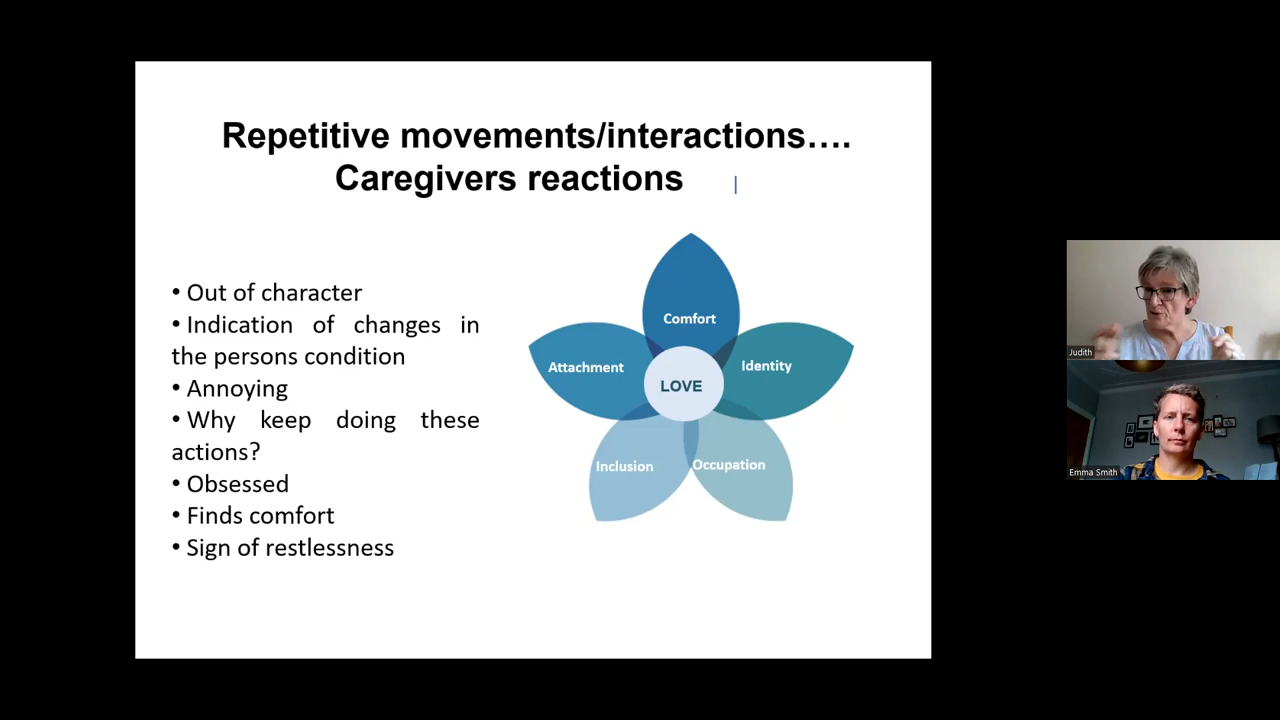 Repetitive movements/interactions….
Caregivers reactions
• Out of character
• Indication of changes in
the persons condition
• Annoying
• Why keep doing these
actions?
• Obsessed
• Finds comfort
• Sign of restlessness
Comfort
Attachment
Identity
LOVE
Inclusion
Occupation
Judith
Emma Smith